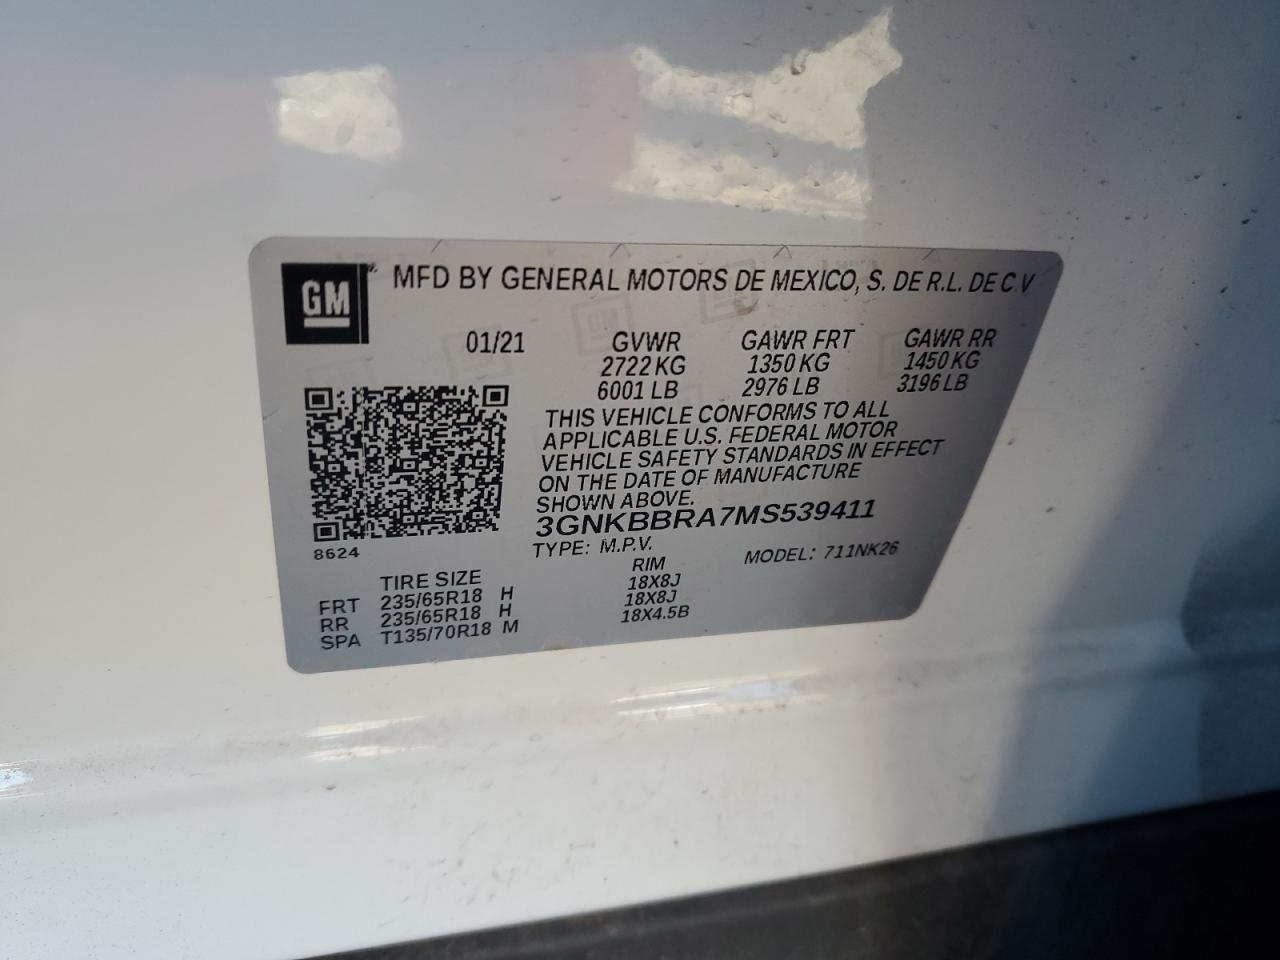 GM
MFD BY GENERAL MOTORS DE MEXICO, S. DE R.L. DE C.V
01/21 GVWR GAWR FRT GAWR RR
2722 KG 1350 KG 1450 KG
6001 LB 2976 LB 3196 LB
THIS VEHICLE CONFORMS TO ALL
APPLICABLE U.S. FEDERAL MOTOR
VEHICLE SAFETY STANDARDS IN EFFECT
ON THE DATE OF MANUFACTURE
SHOWN ABOVE.
3GNKBBRA7MS539411
8624 TYPE: M.P.V. MODEL: 711NK26
TIRE SIZE RIM
FRT 235/65R18 H 18X8J
RR 235/65R18 H 18X8J
SPA T135/70R18 M 18X4.5B